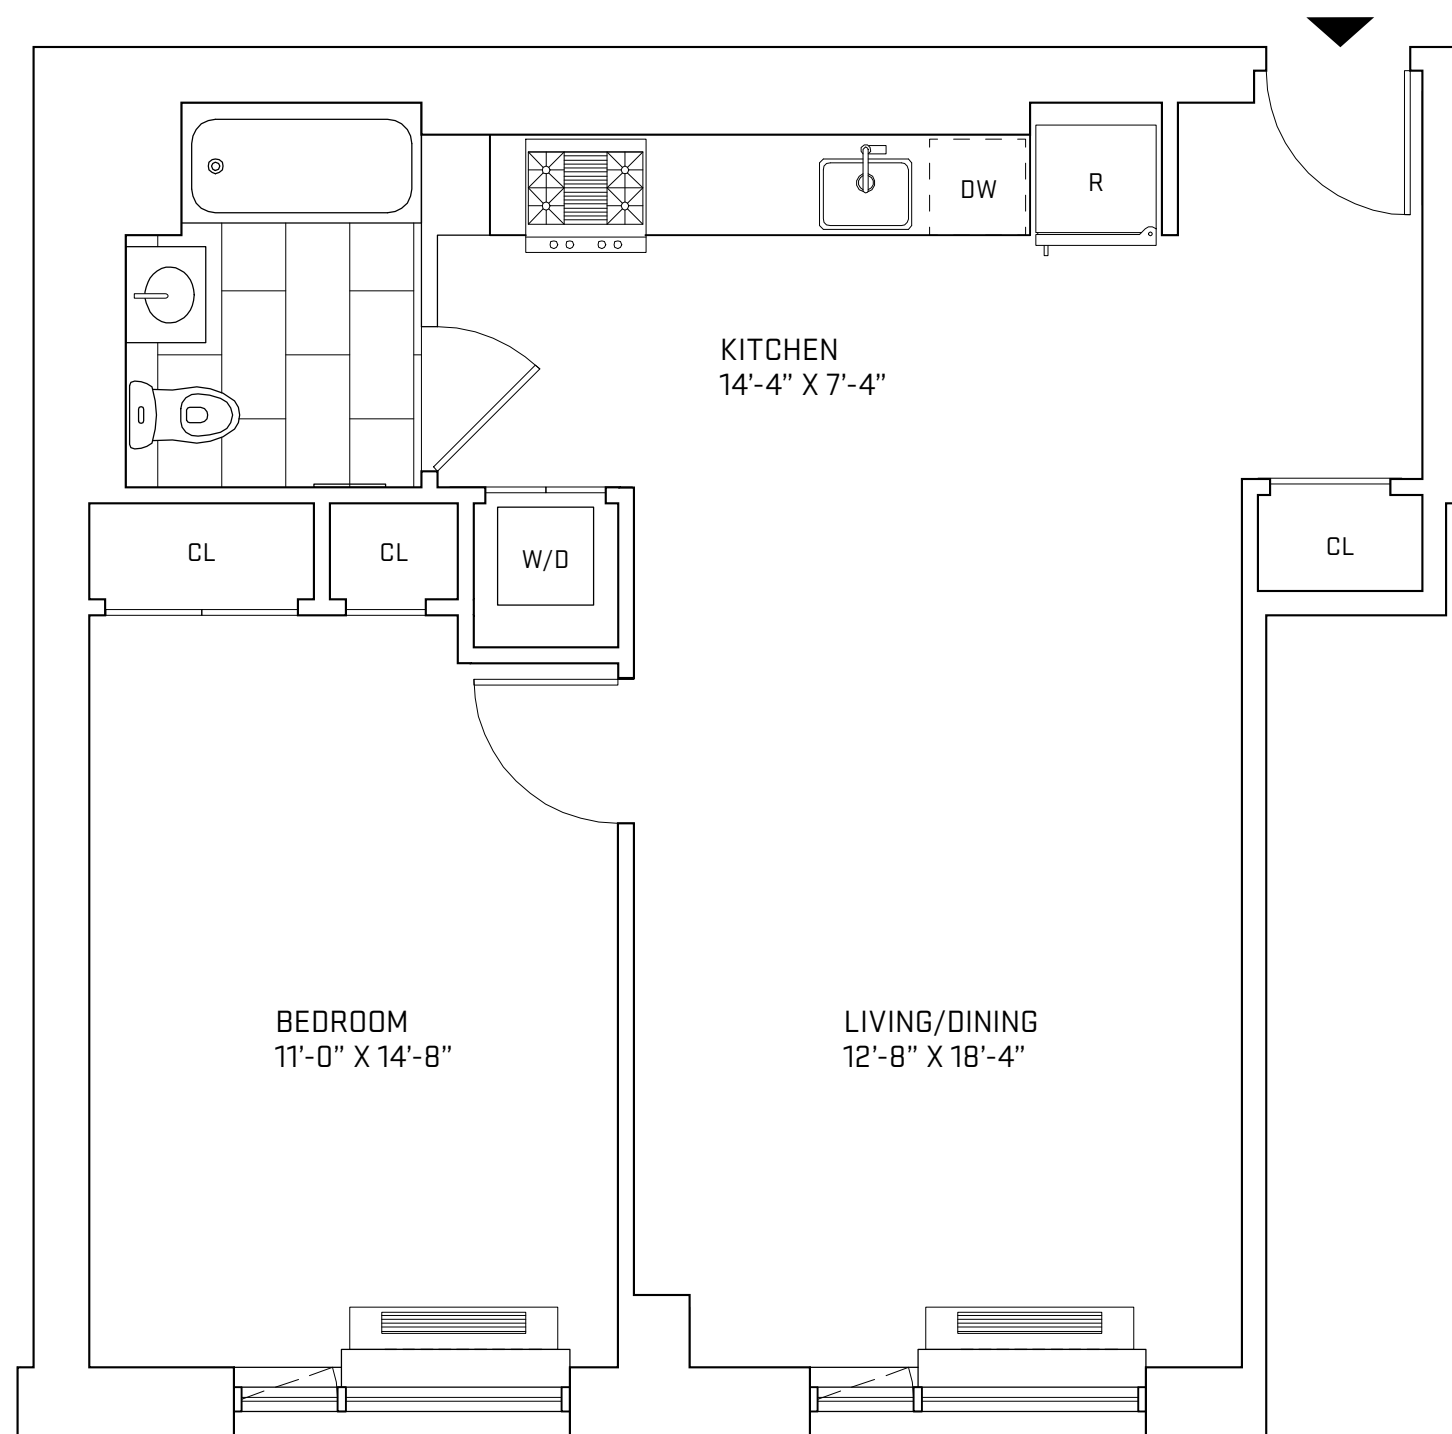 DW
R
KITCHEN
14’-4” X 7’-4”
CL
CL
W/D
CL
BEDROOM
11’-0” X 14’-8”
LIVING/DINING
12’-8” X 18’-4”